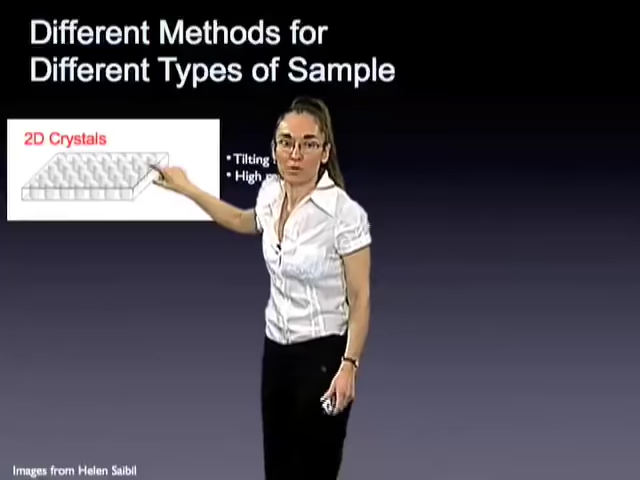 Different Methods for
Different Types of Sample
2D Crystals
• Tilting
• High
Images from Helen Saibil